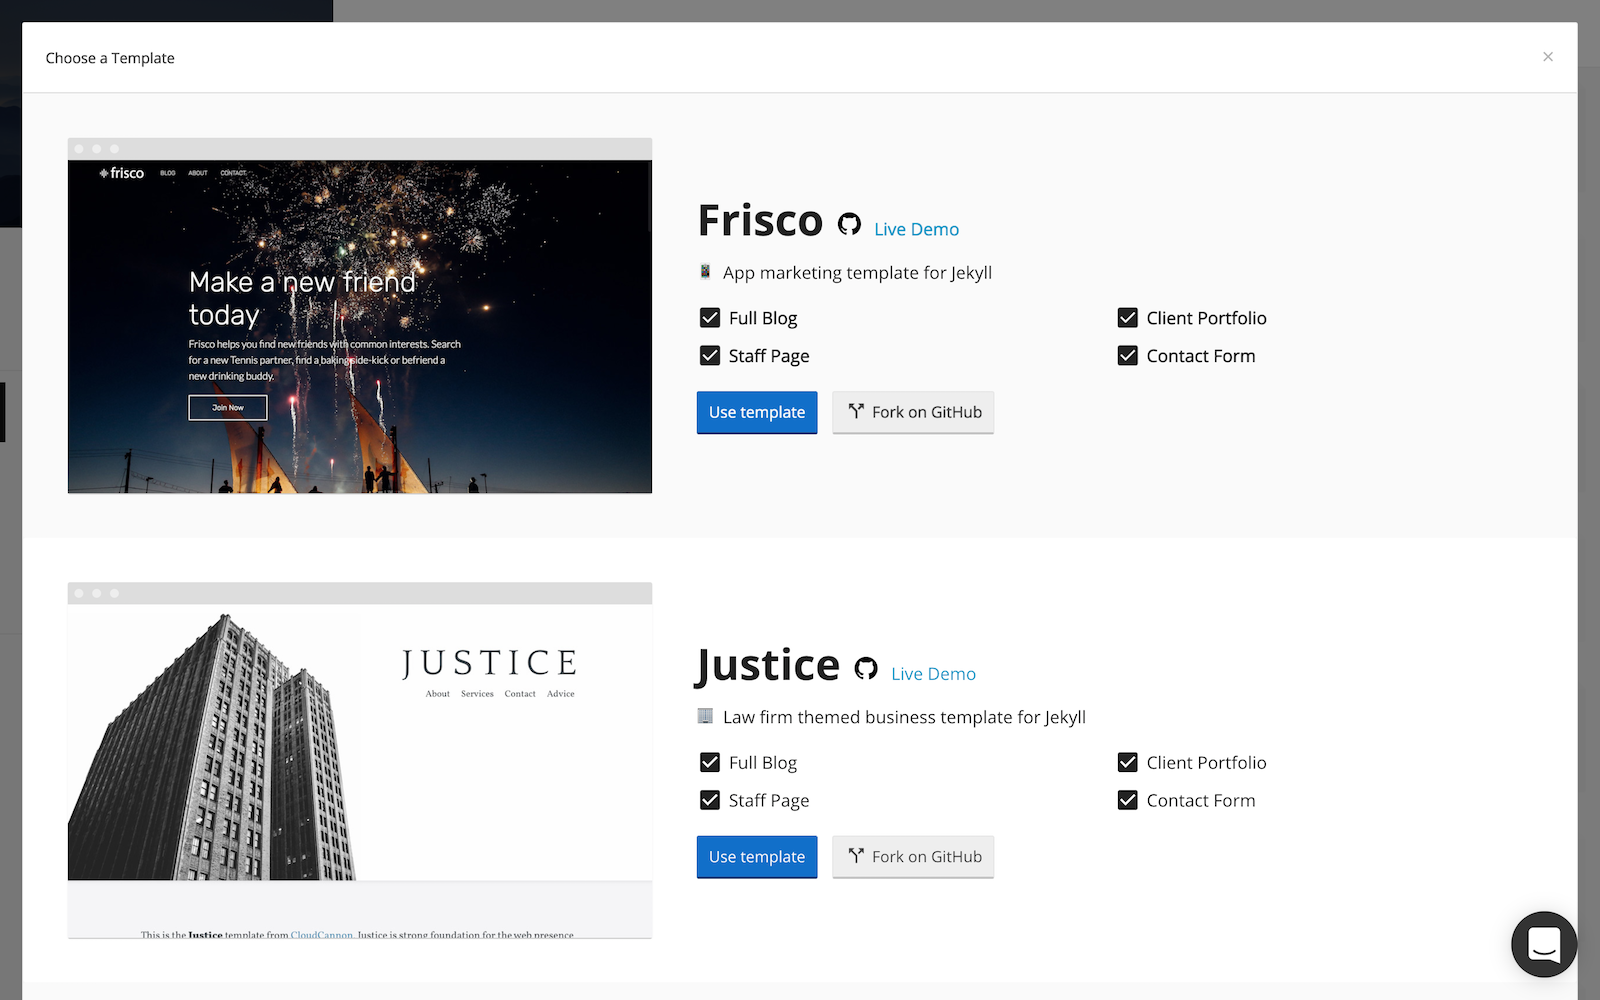 Choose a Template
frisco BLOG ABOUT CONTACT
Make a new friend
today
Frisco helps you find new friends with common interests. Search
for a new Tennis partner, find a baking side-kick or befriend a
new drinking buddy.
Join Now
Frisco Live Demo
App marketing template for Jekyll
Full Blog Client Portfolio
Staff Page Contact Form
Use template Fork on GitHub
JUSTICE
About Services Contact Advice
This is the Justice template from CloudCannon. Justice is strong foundation for the web presence
Justice Live Demo
Law firm themed business template for Jekyll
Full Blog Client Portfolio
Staff Page Contact Form
Use template Fork on GitHub